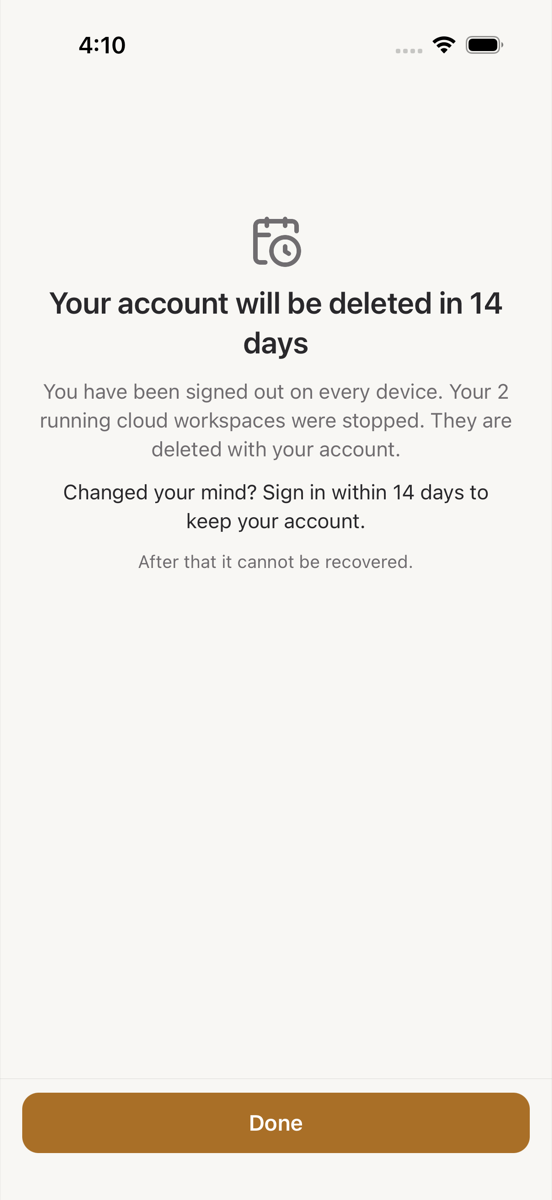 4:10
Your account will be deleted in 14
days
You have been signed out on every device. Your 2
running cloud workspaces were stopped. They are
deleted with your account.
Changed your mind? Sign in within 14 days to
keep your account.
After that it cannot be recovered.
Done